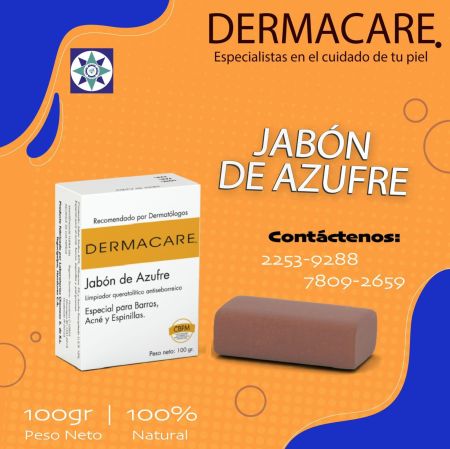 DERMACARE.
Especialistas en el cuidado de tu piel
JABÓN
DE AZUFRE
Contáctenos:
2253-9288
7809-2659
Recomendado por Dermatólogos
DERMACARE.
Jabón de Azufre
Limpiador queratolítico antiseborreico
Especial para Barros,
Acné y Espinillas.
CBPM
Peso neto: 100 gr.
100gr | 100%
Peso Neto Natural